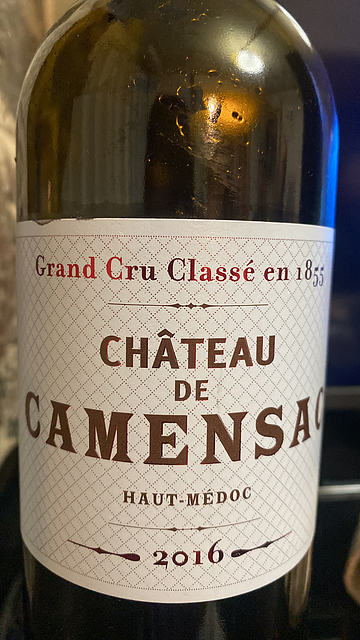 Grand Cru Classé en 1855
CHÂTEAU
DE
CAMENSAC
HAUT-MÉDOC
2016